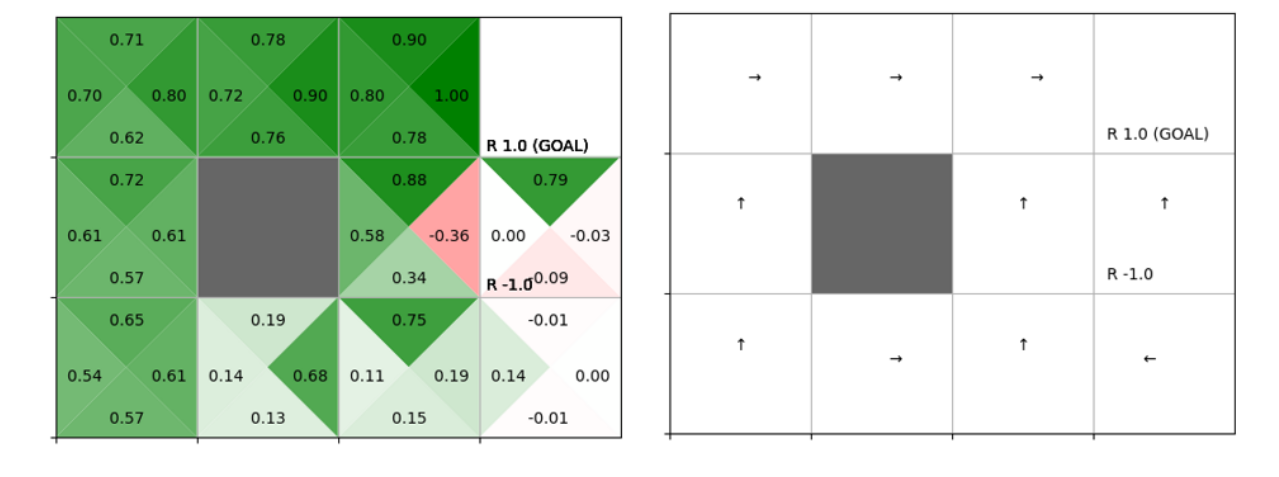 0.71 0.78 0.90
0.70 0.80 0.72 0.90 0.80 1.00 →→→
0.62 0.76 0.78 R 1.0 (GOAL) R 1.0 (GOAL)
0.72 0.88 0.79
0.61 0.61 0.58 -0.36 0.00 -0.03 ↑ ↑ ↑
0.57 0.34 R -1.0 -0.09 R -1.0
0.65 0.19 0.75 -0.01
0.54 0.61 0.14 0.68 0.11 0.19 0.14 0.00 ↑ → ↑ ←
0.57 0.13 0.15 -0.01